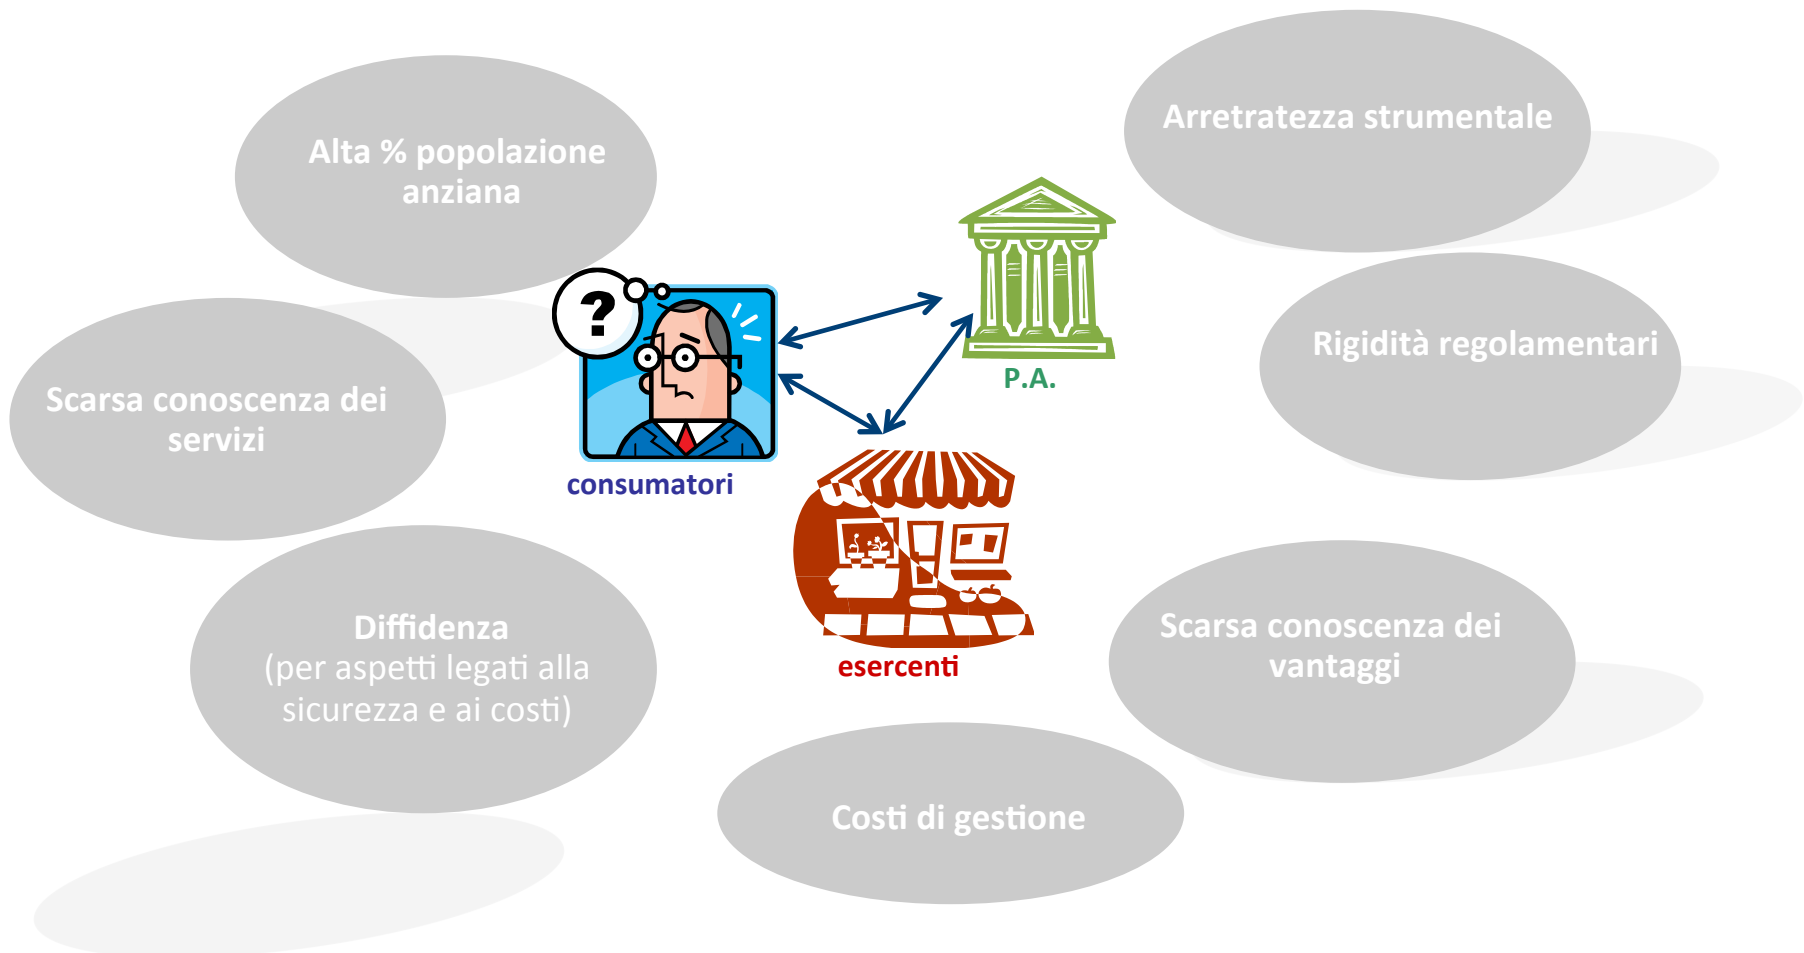 Alta % popolazione
anziana
Scarsa conoscenza dei
servizi
Diffidenza
(per aspetti legati alla
sicurezza e ai costi)
?
consumatori
P.A.
esercenti
Costi di gestione
Arretratezza strumentale
Rigidità regolamentari
Scarsa conoscenza dei
vantaggi